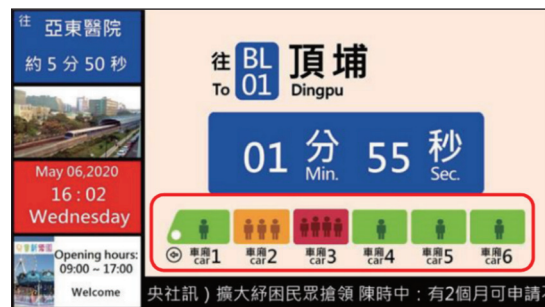 往 亞東醫院
約 5 分 50 秒
May 06,2020
16:02
Wednesday
Opening hours:
09:00 ~ 17:00
Welcome
往 BL 頂埔
To 01 Dingpu
01 分 55 秒
Min. Sec.
車廂 車廂 車廂 車廂 車廂 車廂
car1 car2 car3 car4 car5 car6
央社訊)擴大紓困民眾搶領 陳時中:有2個月可申請